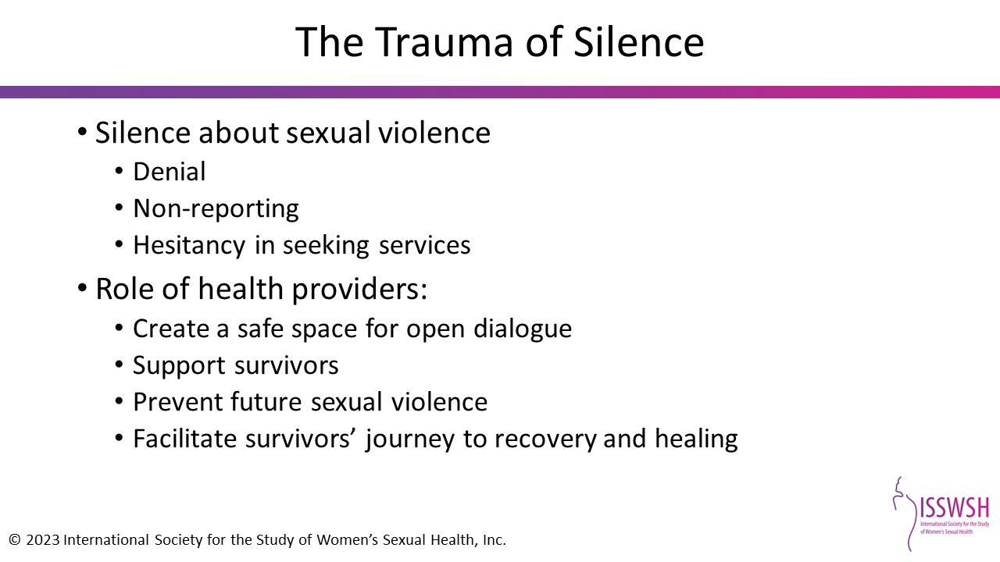 The Trauma of Silence
• Silence about sexual violence
• Denial
• Non-reporting
• Hesitancy in seeking services
• Role of health providers:
• Create a safe space for open dialogue
• Support survivors
• Prevent future sexual violence
• Facilitate survivors’ journey to recovery and healing
ISSWSH
International Society for the Study
of Women's Sexual Health
© 2023 International Society for the Study of Women’s Sexual Health, Inc.